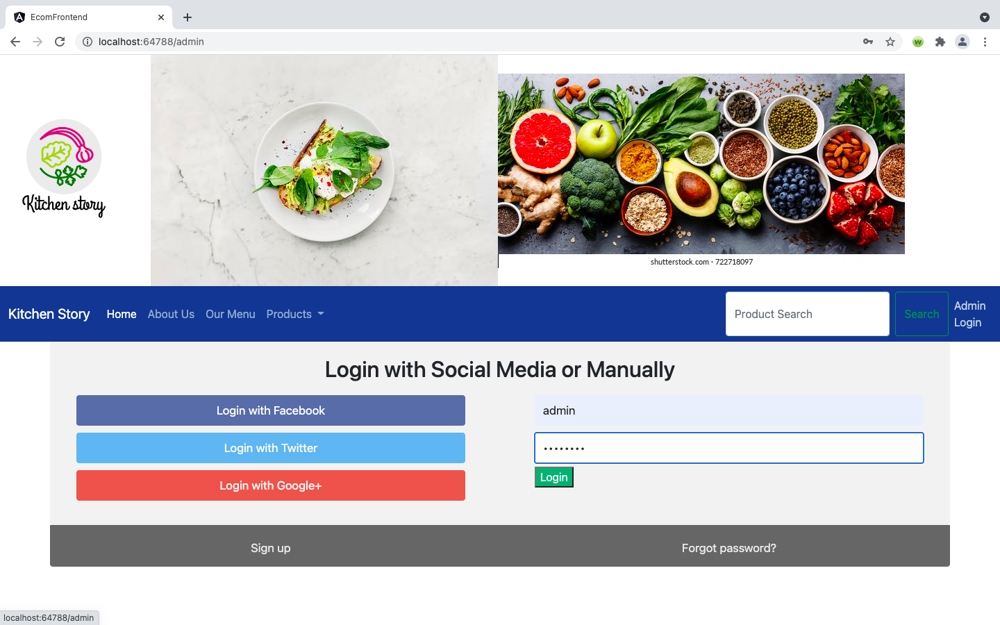 EcomFrontend
localhost:64788/admin
Kitchen story
shutterstock.com · 722718097
Kitchen Story Home About Us Our Menu Products Product Search Search Admin Login
Login with Social Media or Manually
Login with Facebook
admin
Login with Twitter
••••••••
Login with Google+
Login
Sign up
Forgot password?
localhost:64788/admin